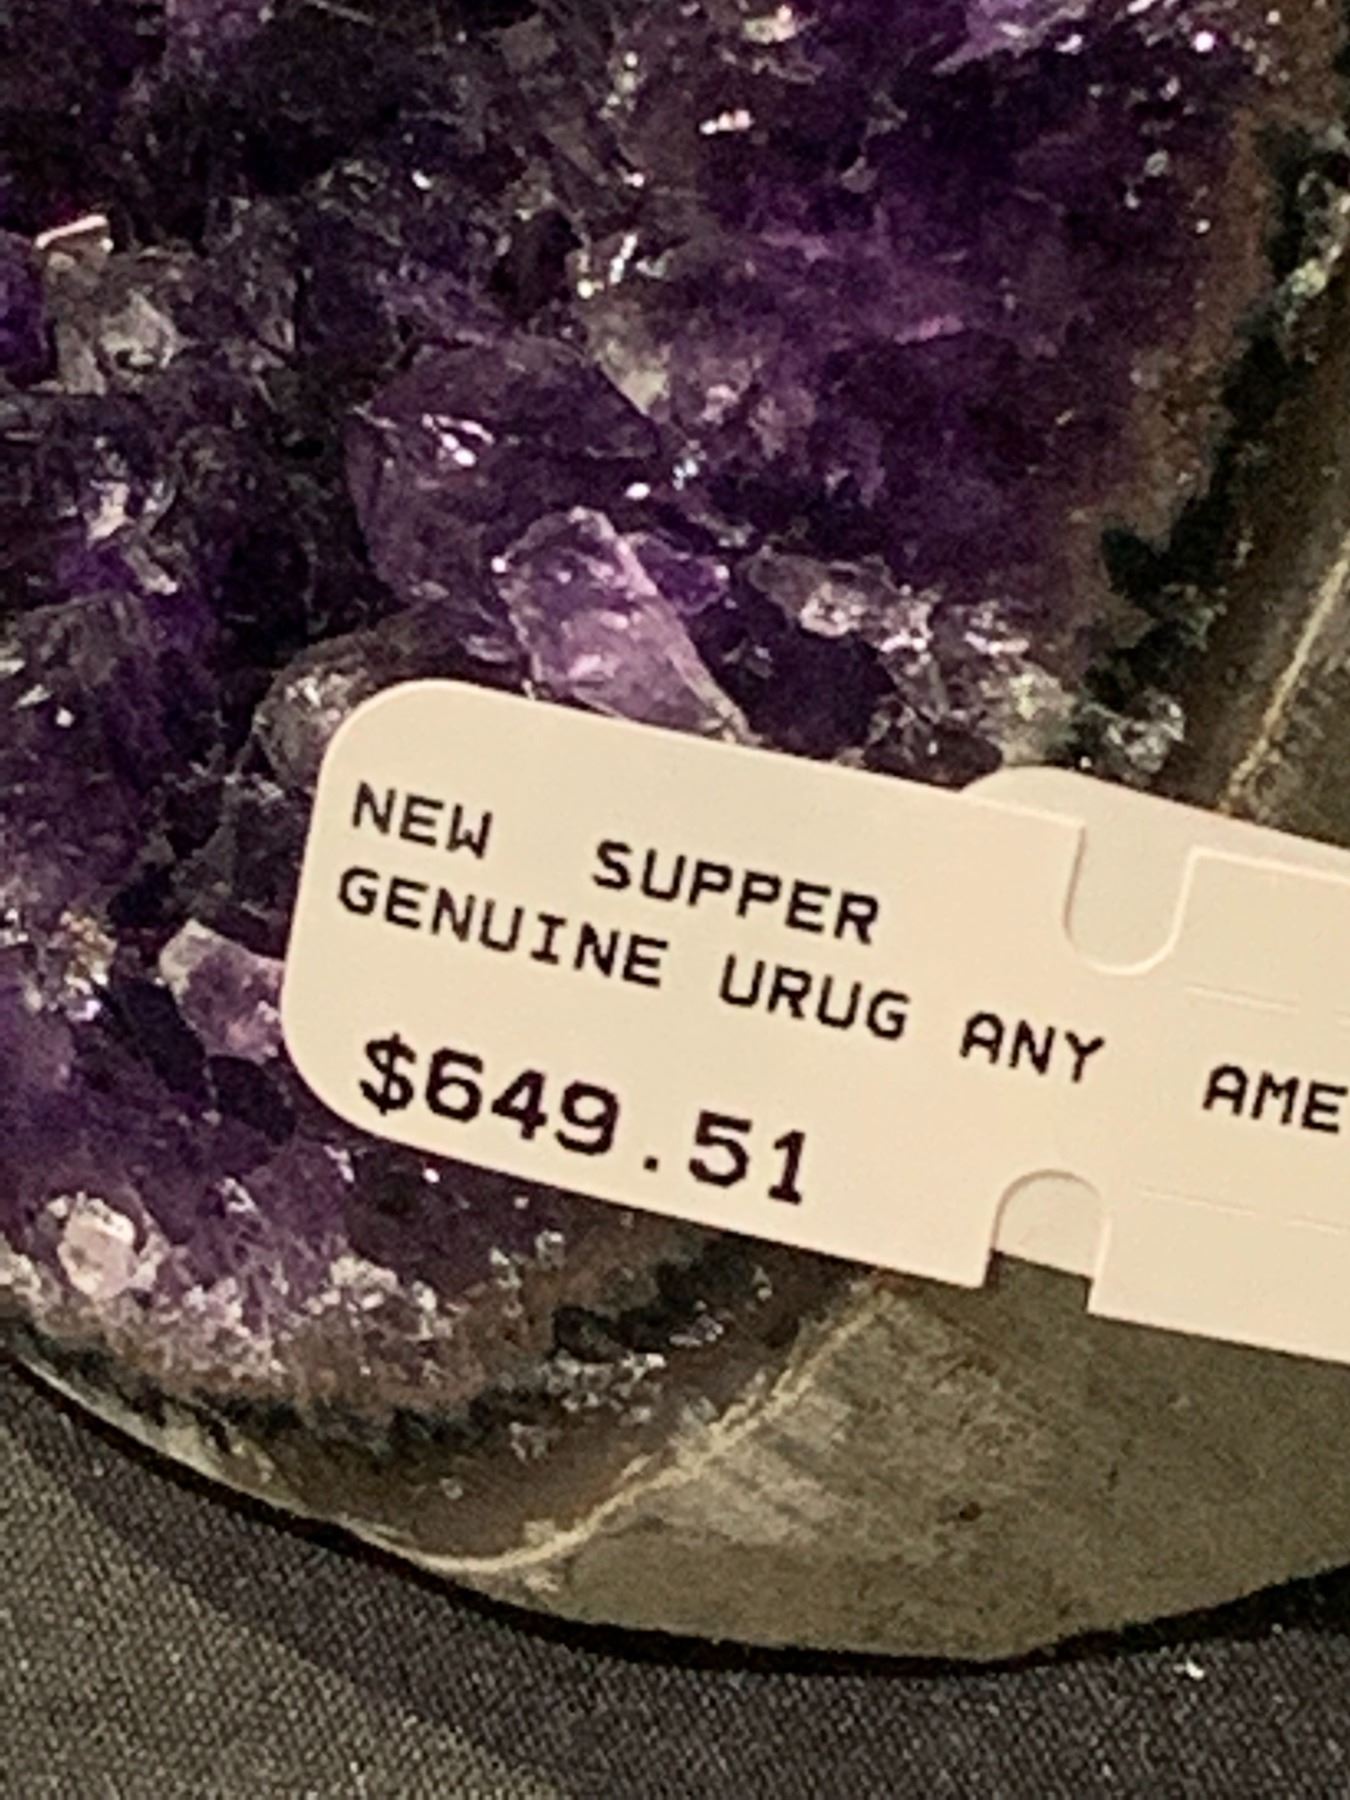 NEW SUPPER
GENUINE URUG ANY AME
$649.51